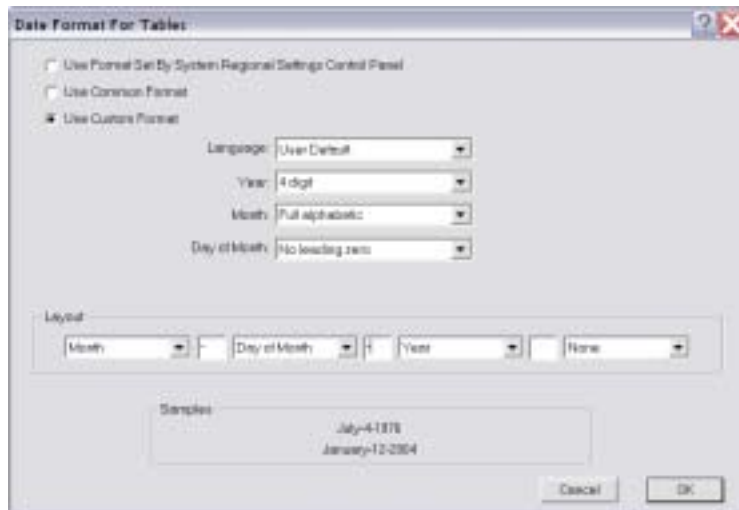 Date Format For Tables
Use Format Set By System Regional Settings Control Panel
Use Common Format
Use Custom Format
Language: User Default
Year: 4 digit
Month: Full alphabetic
Day of Month: No leading zero
Layout
Month - Day of Month Year None
Samples
July-4-1976
January-12-2004
Cancel OK